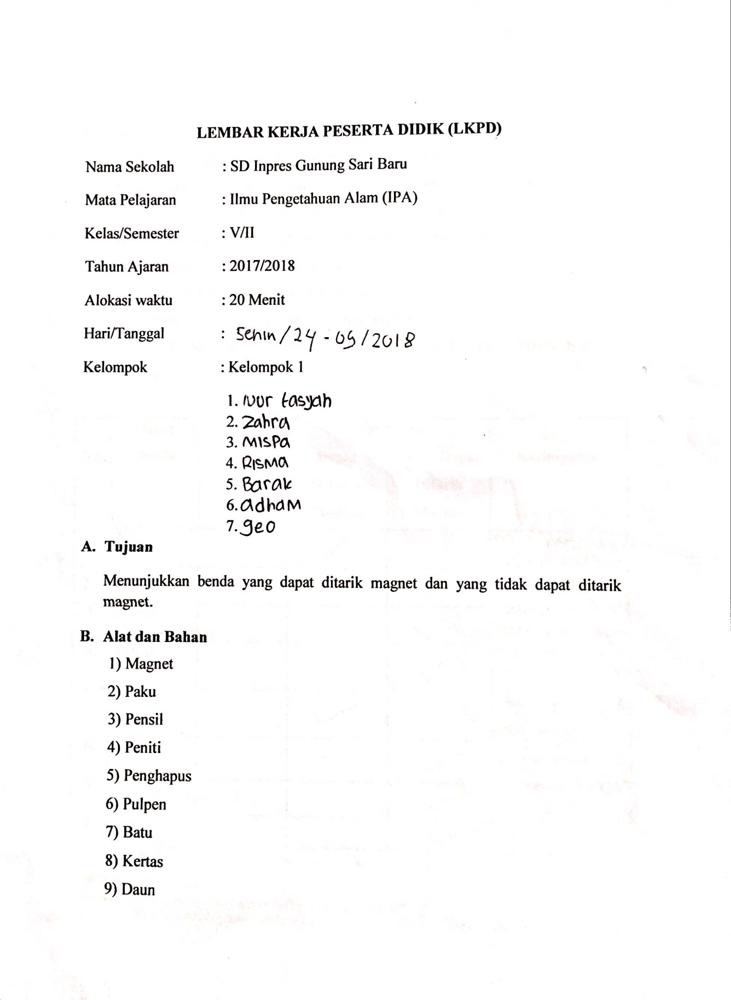 LEMBAR KERJA PESERTA DIDIK (LKPD)
Nama Sekolah : SD Inpres Gunung Sari Baru
Mata Pelajaran : Ilmu Pengetahuan Alam (IPA)
Kelas/Semester : V/II
Tahun Ajaran : 2017/2018
Alokasi waktu : 20 Menit
Hari/Tanggal : Senin/24-09/2018
Kelompok : Kelompok 1
1. Nur tasyah
2. Zahra
3. MISPa
4. RISMa
5. Barak
6. adhaM
7. geo
A. Tujuan
Menunjukkan benda yang dapat ditarik magnet dan yang tidak dapat ditarik
magnet.
B. Alat dan Bahan
1) Magnet
2) Paku
3) Pensil
4) Peniti
5) Penghapus
6) Pulpen
7) Batu
8) Kertas
9) Daun